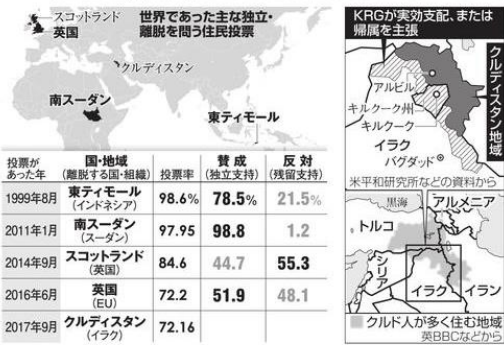 世界であった主な独立・
離脱を問う住民投票
スコットランド
英国
クルディスタン
南スーダン
東ティモール
投票が
あった年
国・地域
(離脱する国・組織)
投票率
賛成
(独立支持)
反対
(残留支持)
1999年8月 東ティモール 98.6% 78.5% 21.5%
(インドネシア)
2011年1月 南スーダン 97.95 98.8 1.2
(スーダン)
2014年9月 スコットランド 84.6 44.7 55.3
(英国)
2016年6月 英国 72.2 51.9 48.1
(EU)
2017年9月 クルディスタン 72.16
(イラク)
KRGが実効支配、または
帰属を主張
クルディスタン地域
アルビル
キルクーク州
キルクーク
イラク
バグダッド
米平和研究所などの資料から
黒海
アルメニア
トルコ
シリア
イラク
イラン
クルド人が多く住む地域
英BBCなどから